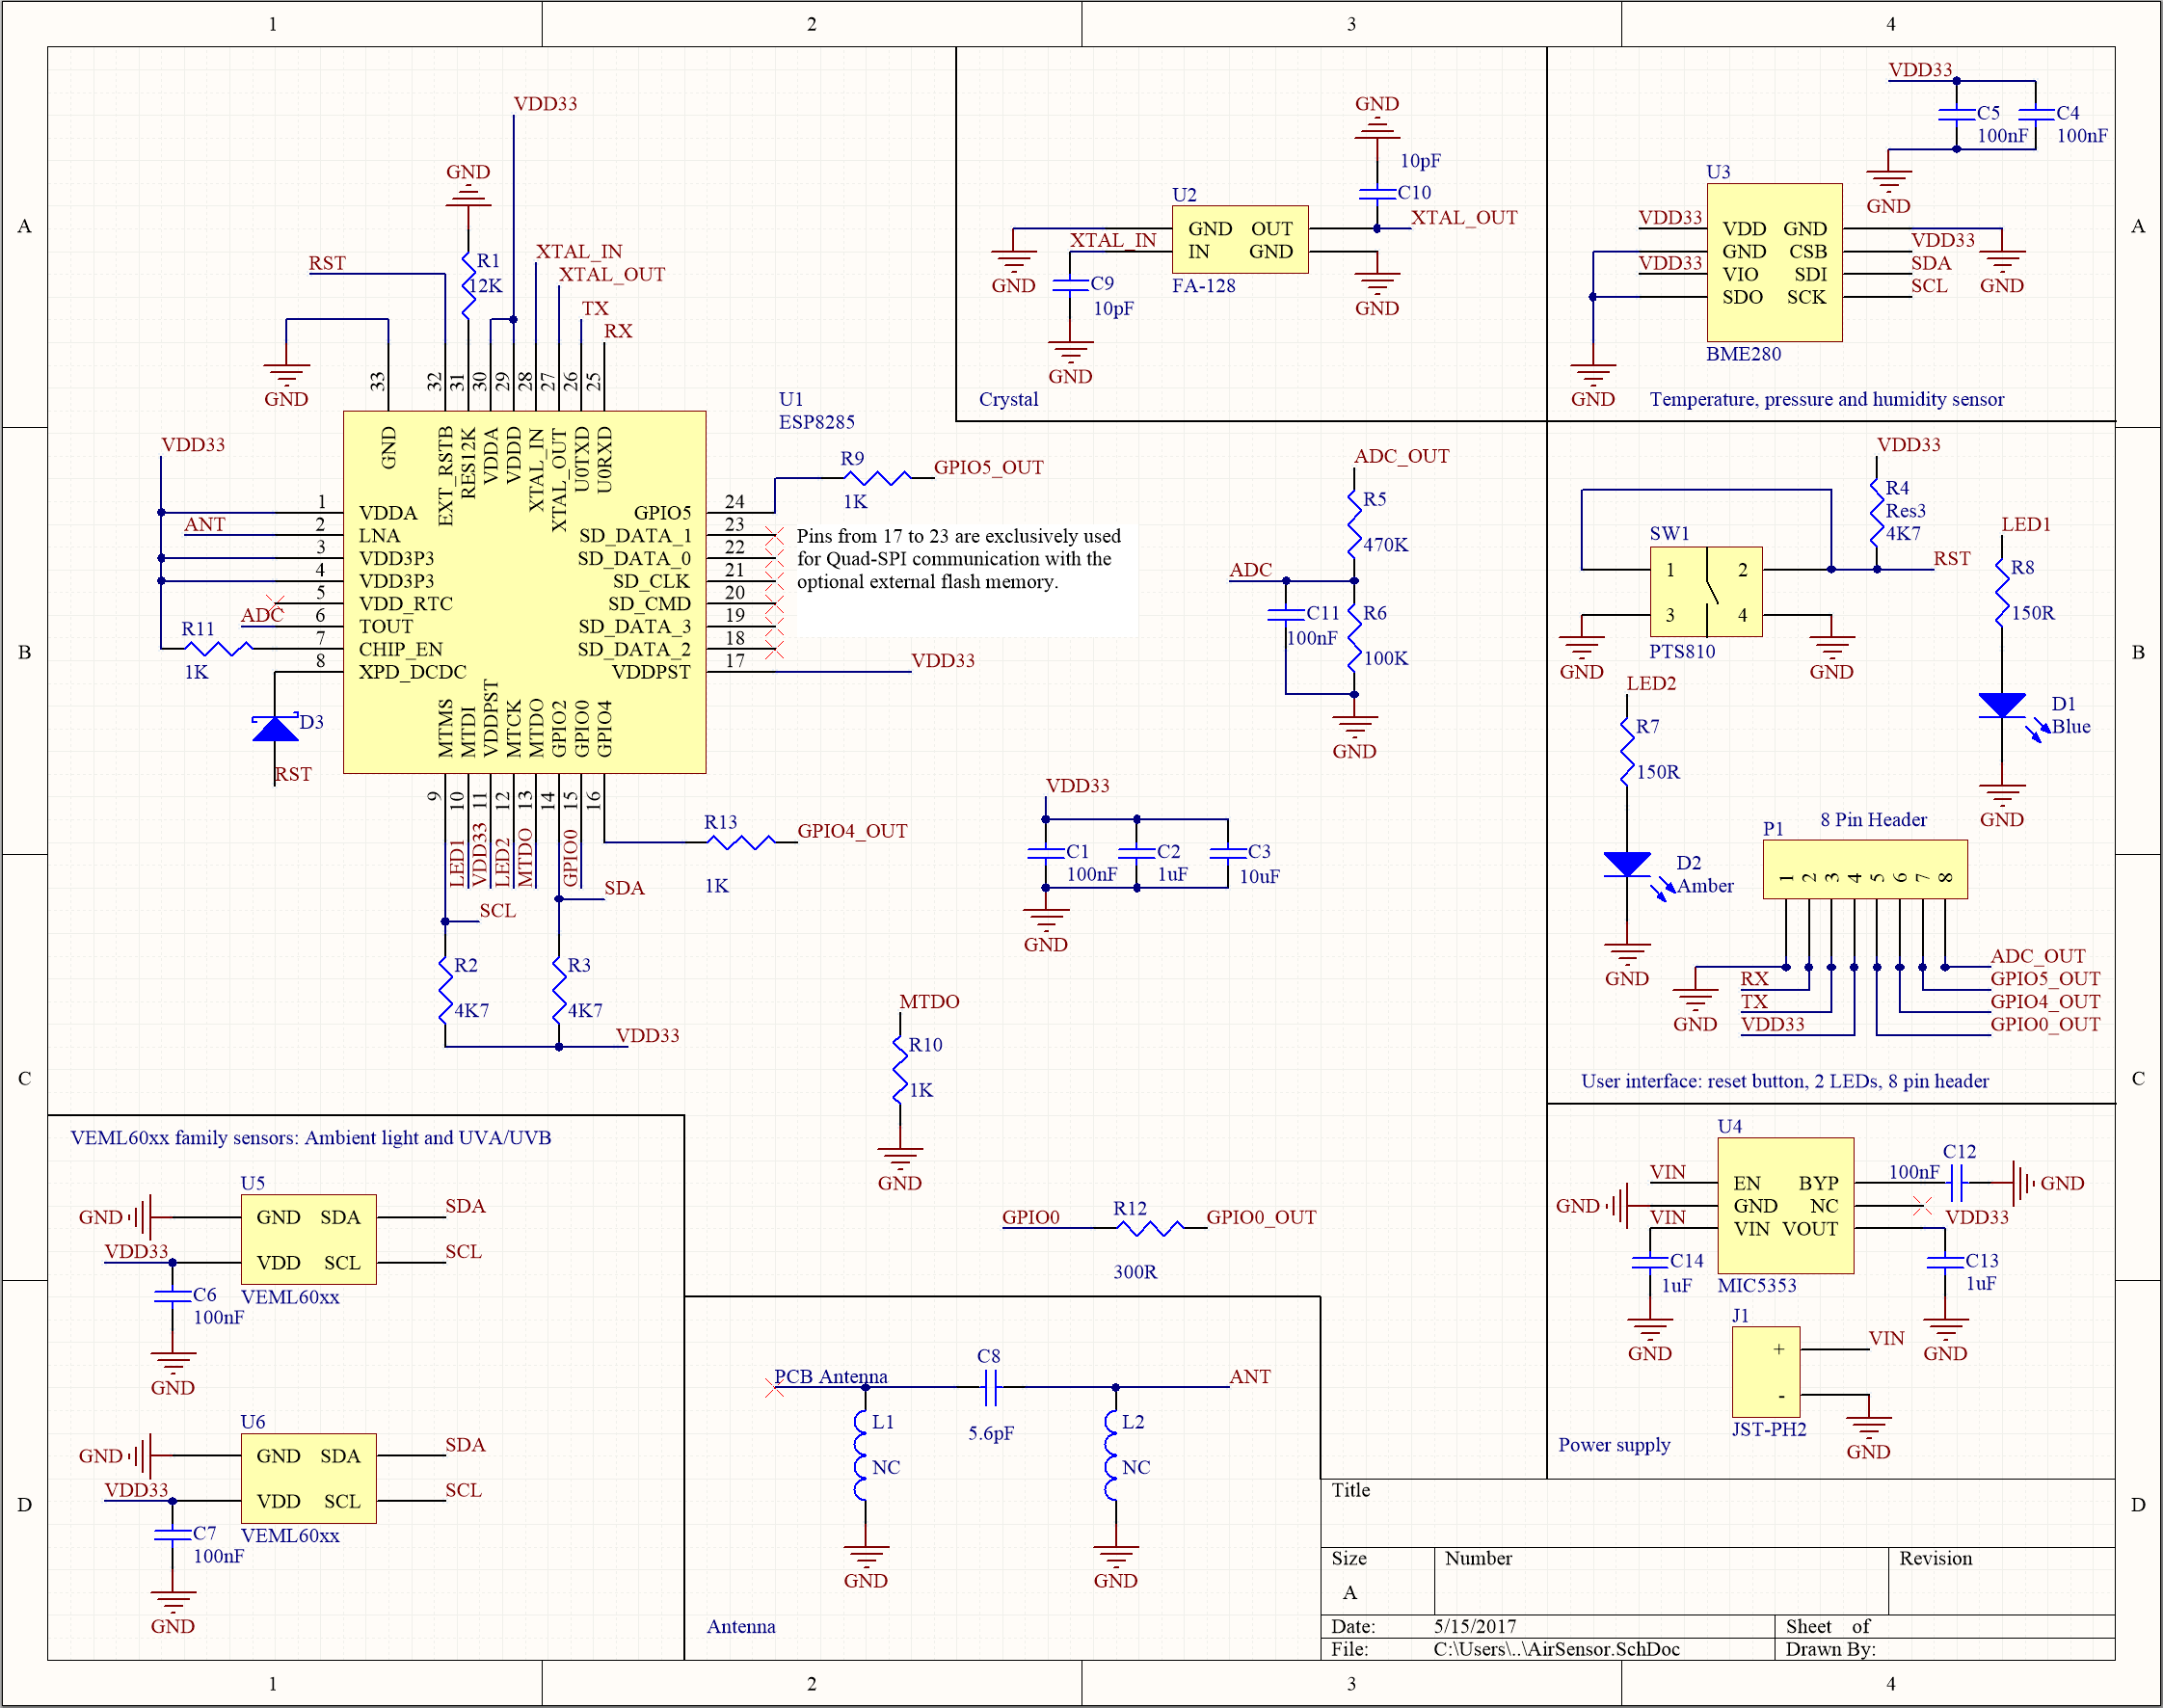 1
2
3
4
A
B
C
D
A
B
C
D
1
2
3
4
VDD33
GND
R1
12K
RST
XTAL_IN
XTAL_OUT
TX
RX
GND
33
32
31
30
29
28
27
26
25
U1
ESP8285
GND
EXT_RSTB
RES12K
VDDA
VDDD
XTAL_IN
XTAL_OUT
U0TXD
U0RXD
VDD33
1 VDDA
ANT 2 LNA
3 VDD3P3
4 VDD3P3
5 VDD_RTC
ADC 6 TOUT
R11 7 CHIP_EN
1K
8 XPD_DCDC
D3
RST
GPIO5 24
SD_DATA_1 23
SD_DATA_0 22
SD_CLK 21
SD_CMD 20
SD_DATA_3 19
SD_DATA_2 18
VDDPST 17
VDD33
R9
1K
GPIO5_OUT
Pins from 17 to 23 are exclusively used
for Quad-SPI communication with the
optional external flash memory.
MTMS
MTDI
VDDPST
MTCK
MTDO
GPIO2
GPIO0
GPIO4
9
10
11
12
13
14
15
16
LED1
VDD33
LED2
MTDO
GPIO0
R13
1K
GPIO4_OUT
SDA
SCL
R2
4K7
R3
4K7
VDD33
GND
10pF
C10
U2
GND OUT
IN GND
FA-128
XTAL_OUT
XTAL_IN
GND
C9
10pF
GND
GND
Crystal
VDD33
C5
100nF
C4
100nF
GND
U3
VDD33
VDD GND
GND CSB
VDD33
VDD33
VIO SDI
SDA
SDO SCK
SCL
GND
BME280
GND
Temperature, pressure and humidity sensor
ADC_OUT
R5
470K
ADC
C11
100nF
R6
100K
GND
VDD33
C1
100nF
C2
1uF
C3
10uF
GND
MTDO
R10
1K
GND
GPIO0
R12
GPIO0_OUT
300R
VDD33
R4
Res3
4K7
SW1
1 2
3 4
PTS810
RST
GND
GND
LED1
R8
150R
D1
Blue
GND
LED2
R7
150R
D2
Amber
GND
8 Pin Header
P1
1 2 3 4 5 6 7 8
GND
RX
TX
VDD33
ADC_OUT
GPIO5_OUT
GPIO4_OUT
GPIO0_OUT
User interface: reset button, 2 LEDs, 8 pin header
VEML60xx family sensors: Ambient light and UVA/UVB
U5
GND
GND SDA
SDA
VDD33
VDD SCL
SCL
VEML60xx
C6
100nF
GND
U6
GND
GND SDA
SDA
VDD33
VDD SCL
SCL
VEML60xx
C7
100nF
GND
PCB Antenna
C8
5.6pF
ANT
L1
NC
L2
NC
GND
GND
Antenna
U4
VIN
EN BYP
100nF
C12
GND
GND
GND NC
VIN
VIN VOUT
VDD33
MIC5353
C14
1uF
GND
C13
1uF
GND
J1
+
VIN
-
JST-PH2
GND
Power supply
Title
Size
A
Number
Revision
Date: 5/15/2017
Sheet of
File: C:\Users\..\AirSensor.SchDoc
Drawn By: